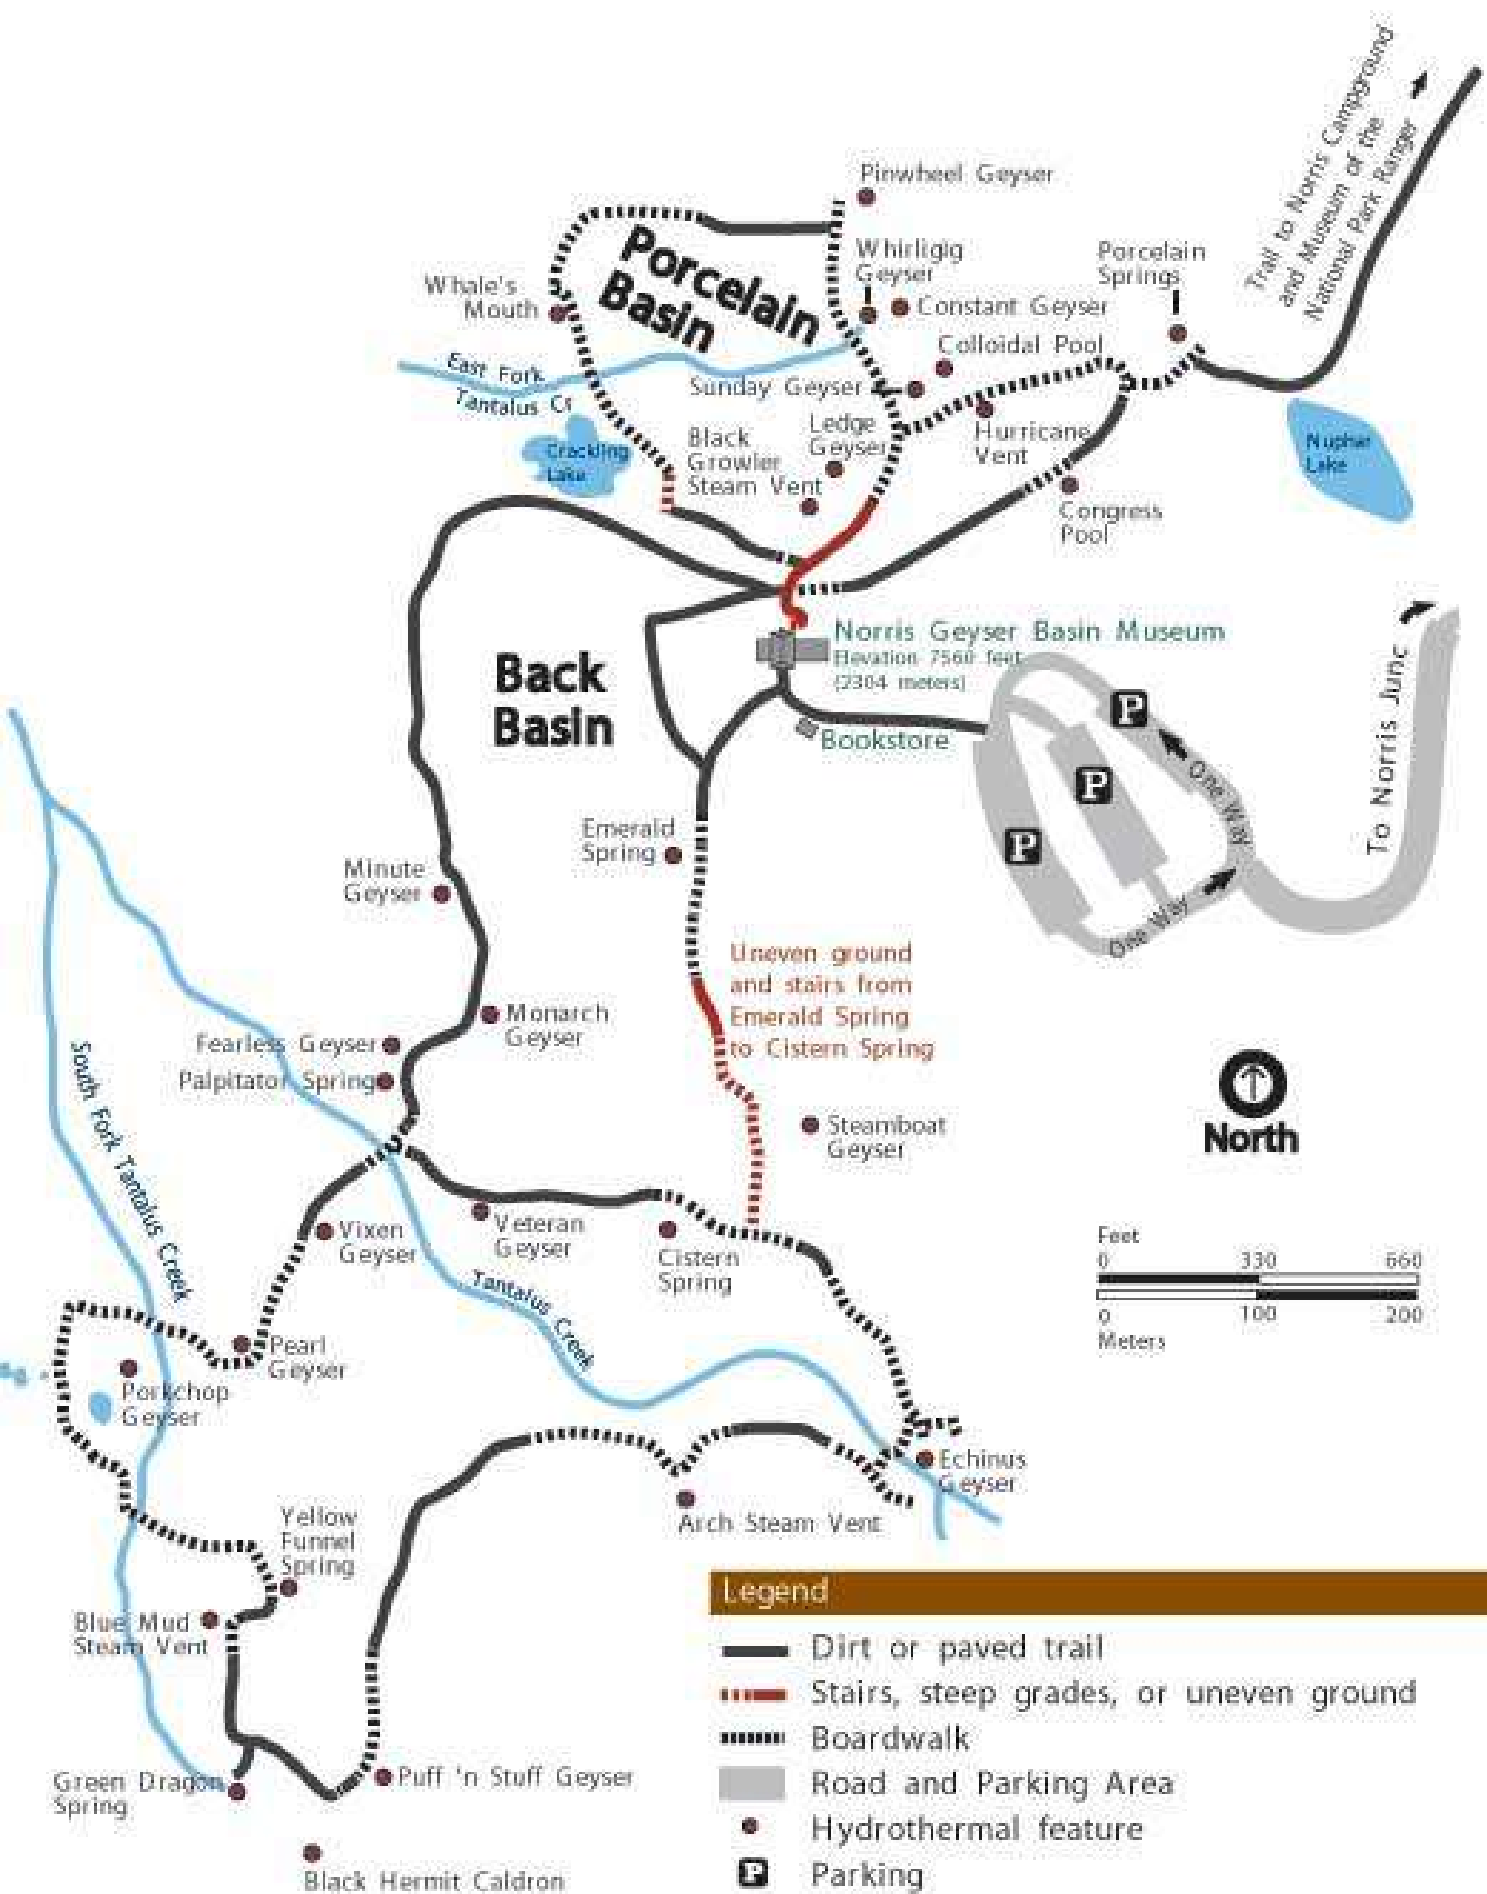 Trail to Norris Campground
and Museum of the
National Park Ranger
Pinwheel Geyser
Porcelain
Basin
Whirligig
Geyser
Porcelain
Springs
Whale's
Mouth
Constant Geyser
Colloidal Pool
East Fork
Tantalus Cr
Sunday Geyser
Ledge
Geyser
Hurricane
Vent
Black
Growler
Steam Vent
Crackling
Lake
Nuphar
Lake
Congress
Pool
Norris Geyser Basin Museum
Elevation 7560 feet
(2304 meters)
Back
Basin
P
Bookstore
P
P
One Way
One Way
To Norris Junc
Emerald
Spring
Minute
Geyser
Uneven ground
and stairs from
Emerald Spring
to Cistern Spring
Monarch
Geyser
Fearless Geyser
Palpitator Spring
South Fork Tantalus Creek
Steamboat
Geyser
North
Vixen
Geyser
Veteran
Geyser
Cistern
Spring
Tantalus Creek
Feet
0 330 660
0 100 200
Meters
Pearl
Geyser
Porkchop
Geyser
Echinus
Geyser
Arch Steam Vent
Yellow
Funnel
Spring
Blue Mud
Steam Vent
Green Dragon
Spring
Puff 'n Stuff Geyser
Black Hermit Caldron
Legend
Dirt or paved trail
Stairs, steep grades, or uneven ground
Boardwalk
Road and Parking Area
Hydrothermal feature
P Parking